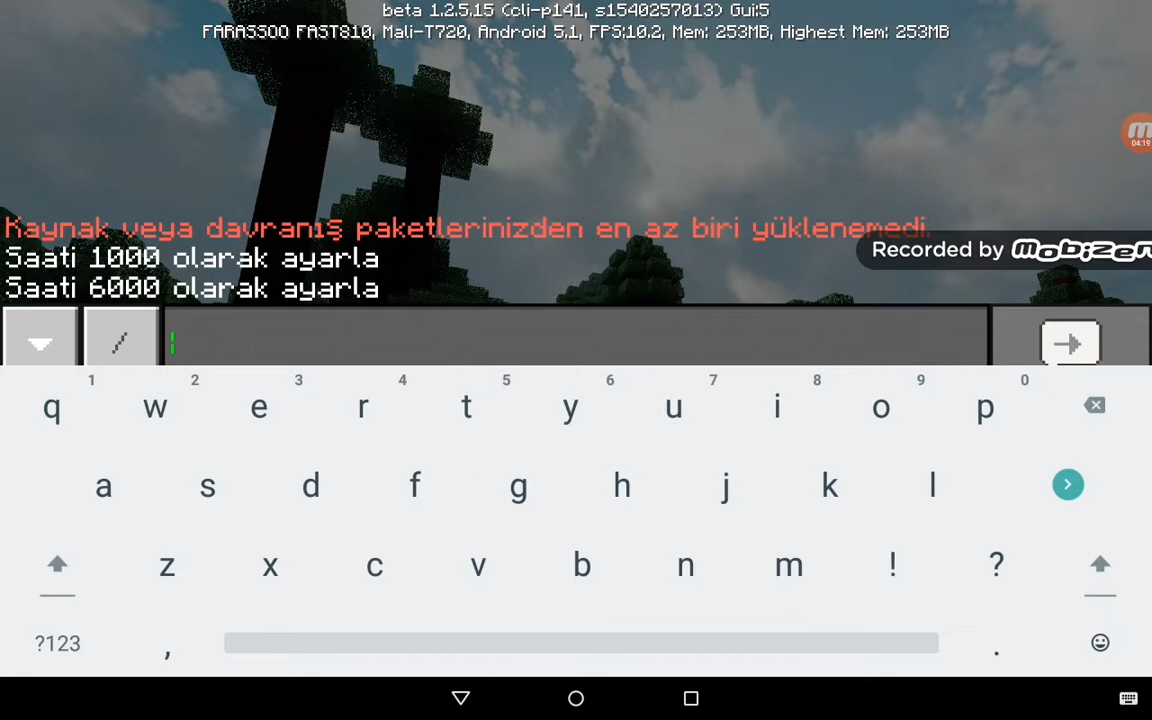 beta 1.2.5.15 (cli-p141, s1540257013) Gui:5
FARASSOO FAST810, Mali-T720, Android 5.1, FPS:10.2, Mem: 253MB, Highest Mem: 253MB
04:19
Kaynak veya davranış paketlerinizden en az biri yüklenemedi.
Recorded by mobizen
Saati 1000 olarak ayarla
Saati 6000 olarak ayarla
/
1 2 3 4 5 6 7 8 9 0
q w e r t y u i o p
a s d f g h j k l
z x c v b n m ! ?
?123 , .